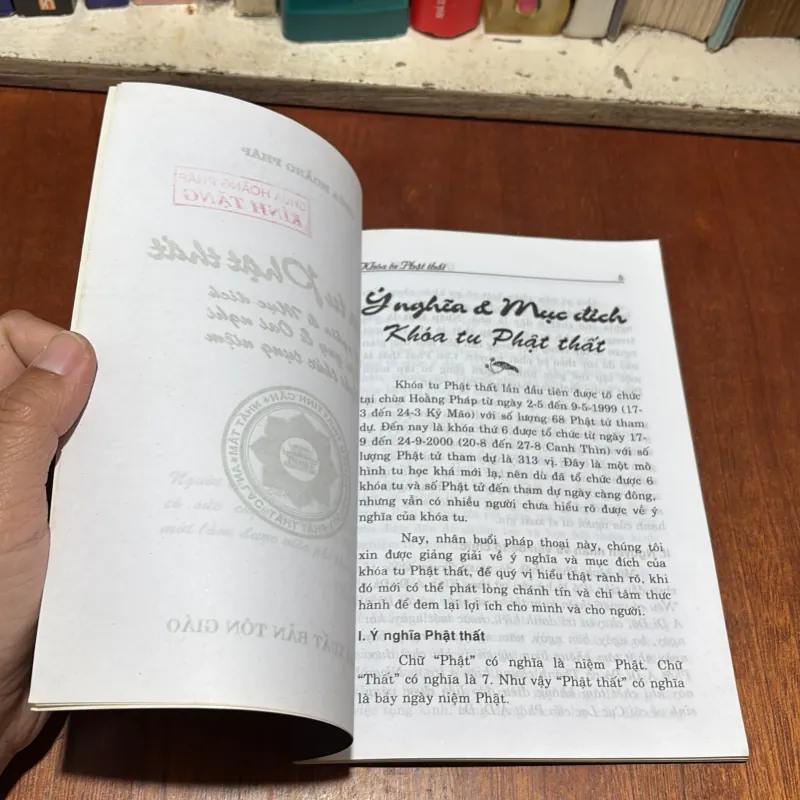 CHÙA HOẰNG PHÁP
KÍNH TẶNG
Phật thất
XUẤT BẢN TÔN GIÁO
Khóa tu Phật thất
5
Ý nghĩa & Mục đích
Khóa tu Phật thất
Khóa tu Phật thất lần đầu tiên được tổ chức
tại chùa Hoằng Pháp từ ngày 2-5 đến 9-5-1999 (17-
3 đến 24-3 Kỷ Mão) với số lượng 68 Phật tử tham
dự. Đến nay là khóa thứ 6 được tổ chức từ ngày 17-
9 đến 24-9-2000 (20-8 đến 27-8 Canh Thìn) với số
lượng Phật tử tham dự là 313 vị. Đây là một mô
hình tu học khá mới lạ, nên dù đã tổ chức được 6
khóa tu và số Phật tử đến tham dự ngày càng đông,
nhưng vẫn có nhiều người chưa hiểu rõ được về ý
nghĩa của khóa tu.
Nay, nhân buổi pháp thoại này, chúng tôi
xin được giảng giải về ý nghĩa và mục đích của
khóa tu Phật thất, để quý vị hiểu thật rành rõ, khi
đó mới có thể phát lòng chánh tín và chí tâm thực
hành để đem lại lợi ích cho mình và cho người.
I. Ý nghĩa Phật thất
Chữ “Phật” có nghĩa là niệm Phật. Chữ
“Thất” có nghĩa là 7. Như vậy “Phật thất” có nghĩa
là bảy ngày niệm Phật.